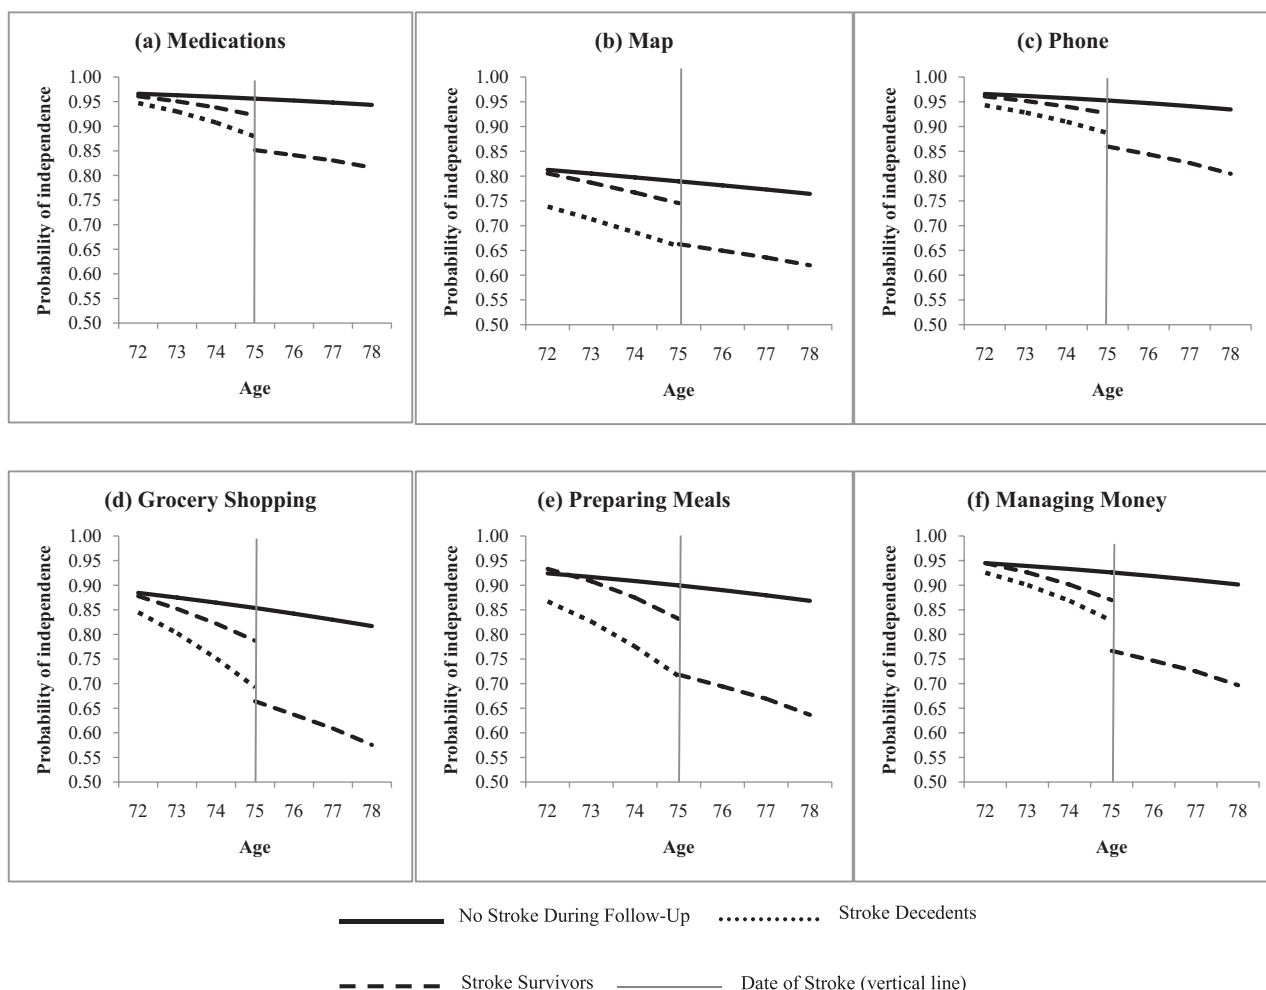 (a) Medications
Probability of independence
1.00
0.95
0.90
0.85
0.80
0.75
0.70
0.65
0.60
0.55
0.50
72 73 74 75 76 77 78
Age
(b) Map
Probability of independence
1.00
0.95
0.90
0.85
0.80
0.75
0.70
0.65
0.60
0.55
0.50
72 73 74 75 76 77 78
Age
(c) Phone
Probability of independence
1.00
0.95
0.90
0.85
0.80
0.75
0.70
0.65
0.60
0.55
0.50
72 73 74 75 76 77 78
Age
(d) Grocery Shopping
Probability of independence
1.00
0.95
0.90
0.85
0.80
0.75
0.70
0.65
0.60
0.55
0.50
72 73 74 75 76 77 78
Age
(e) Preparing Meals
Probability of independence
1.00
0.95
0.90
0.85
0.80
0.75
0.70
0.65
0.60
0.55
0.50
72 73 74 75 76 77 78
Age
(f) Managing Money
Probability of independence
1.00
0.95
0.90
0.85
0.80
0.75
0.70
0.65
0.60
0.55
0.50
72 73 74 75 76 77 78
Age
No Stroke During Follow-Up Stroke Decedents
Stroke Survivors Date of Stroke (vertical line)